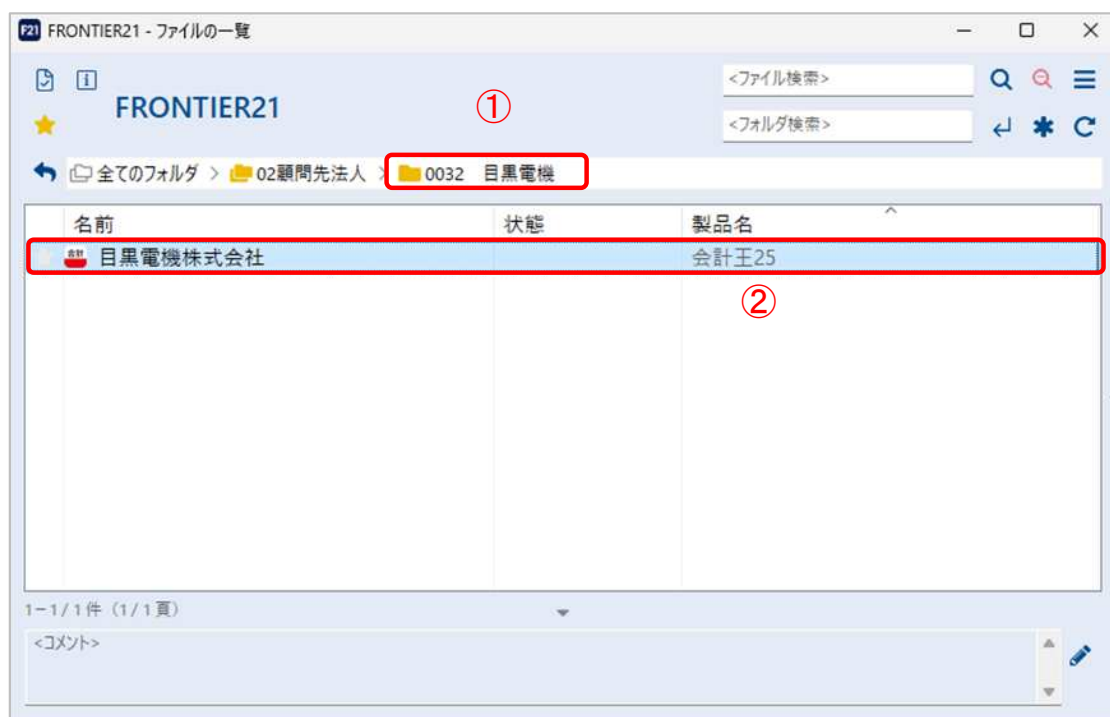 F21 FRONTIER21 - ファイルの一覧
<ファイル検索>
FRONTIER21
①
<フォルダ検索>
全てのフォルダ > 02顧問先法人 > 0032 目黒電機
名前 状態 製品名
目黒電機株式会社 会計王25
②
1-1/1件 (1/1頁)
<コメント>